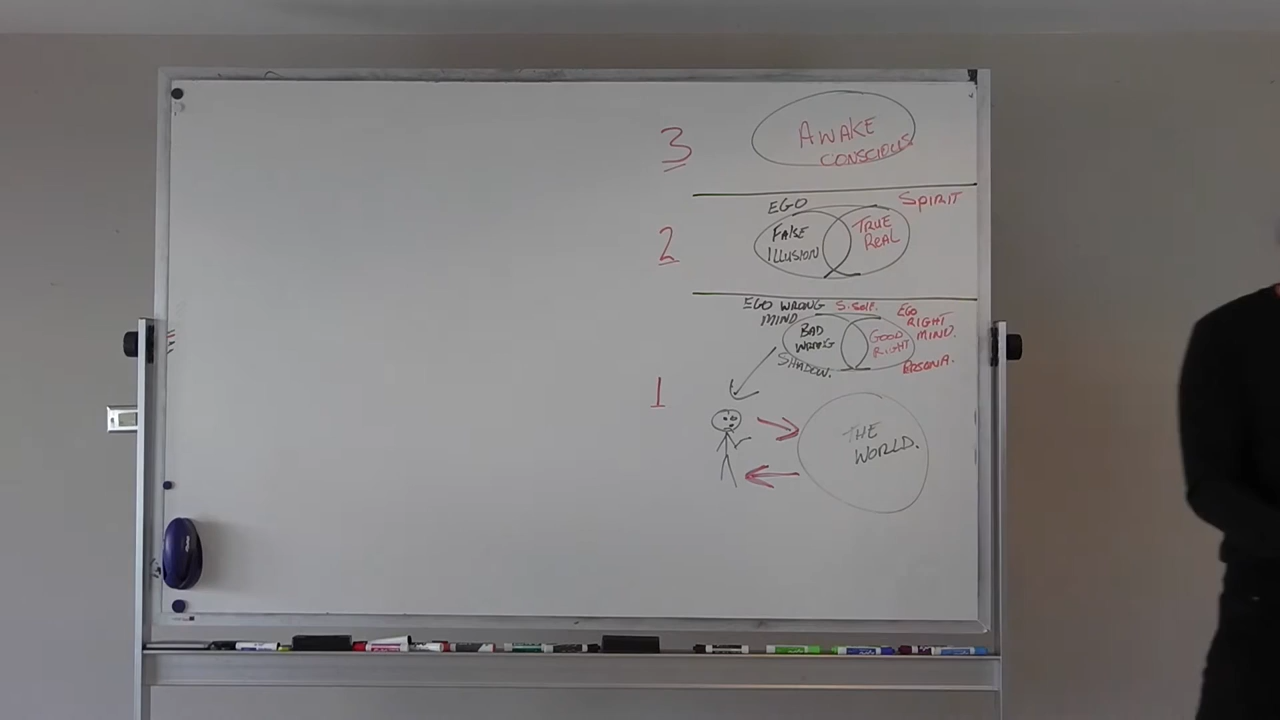 3
AWAKE
CONSCIOUS
EGO
SPIRIT
2
FALSE
ILLUSION
TRUE
REAL
EGO WRONG
MIND
S. SELF.
EGO
RIGHT
MIND.
BAD
WRONG
GOOD
RIGHT
SHADOW.
PERSONA.
1
THE
WORLD.